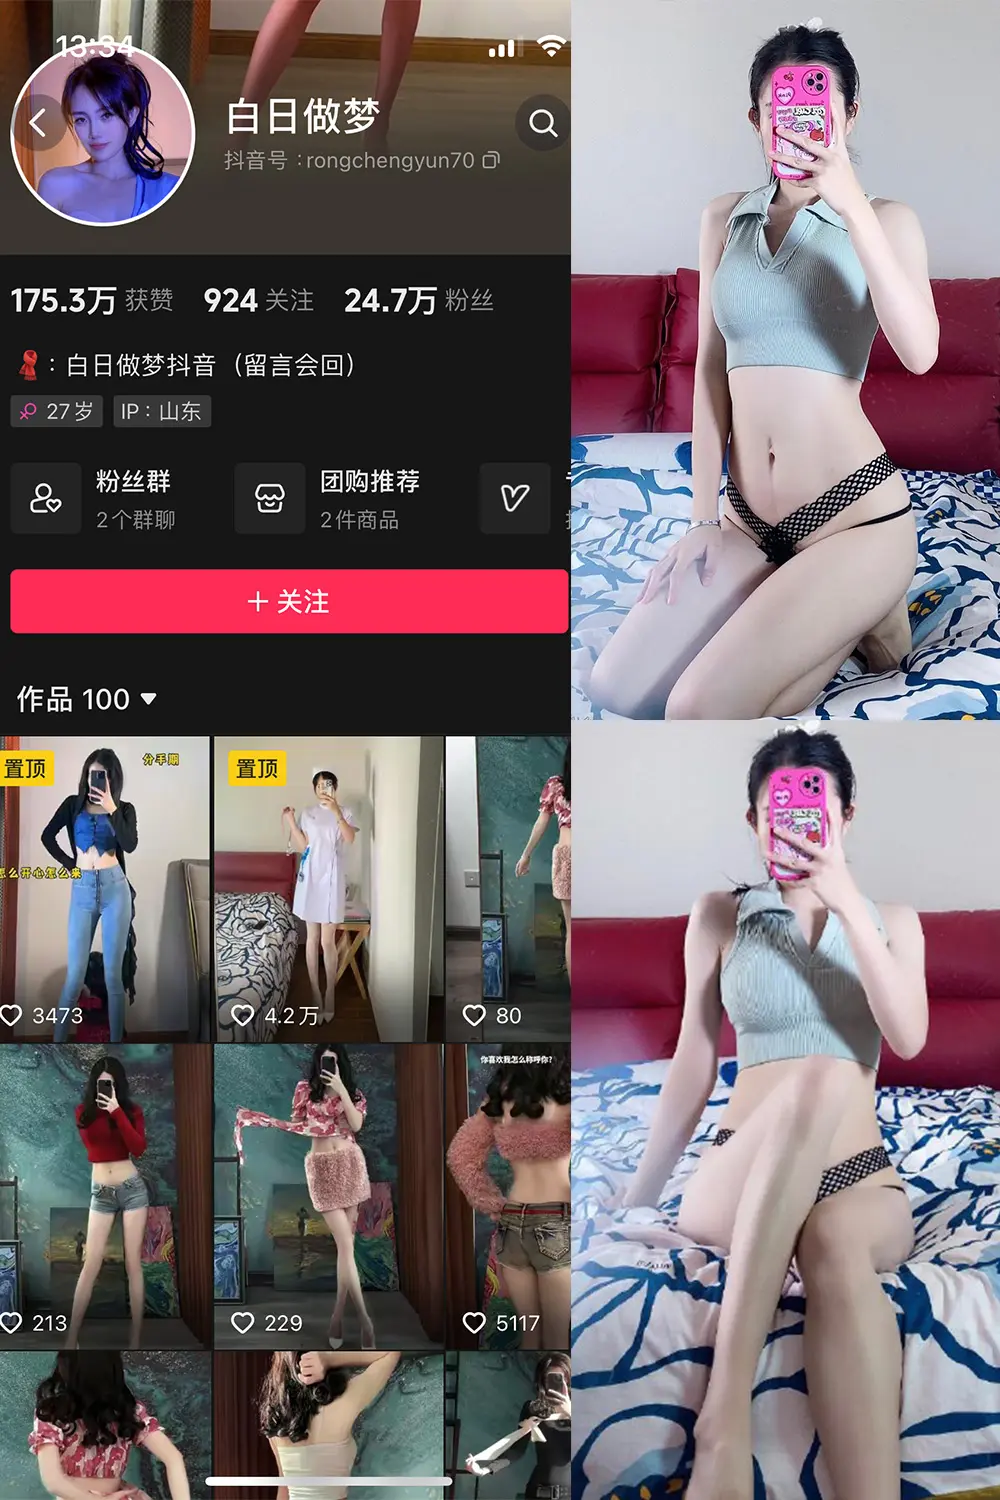 13:34
白日做梦
抖音号：rongchengyun70
175.3万 获赞 924 关注 24.7万 粉丝
：白日做梦抖音（留言会回）
27岁 IP：山东
粉丝群
2个群聊
团购推荐
2件商品
+ 关注
作品 100
置顶
分手期
怎么开心怎么来
3473
置顶
4.2万
80
213
229
你喜欢我怎么称呼你?
5117